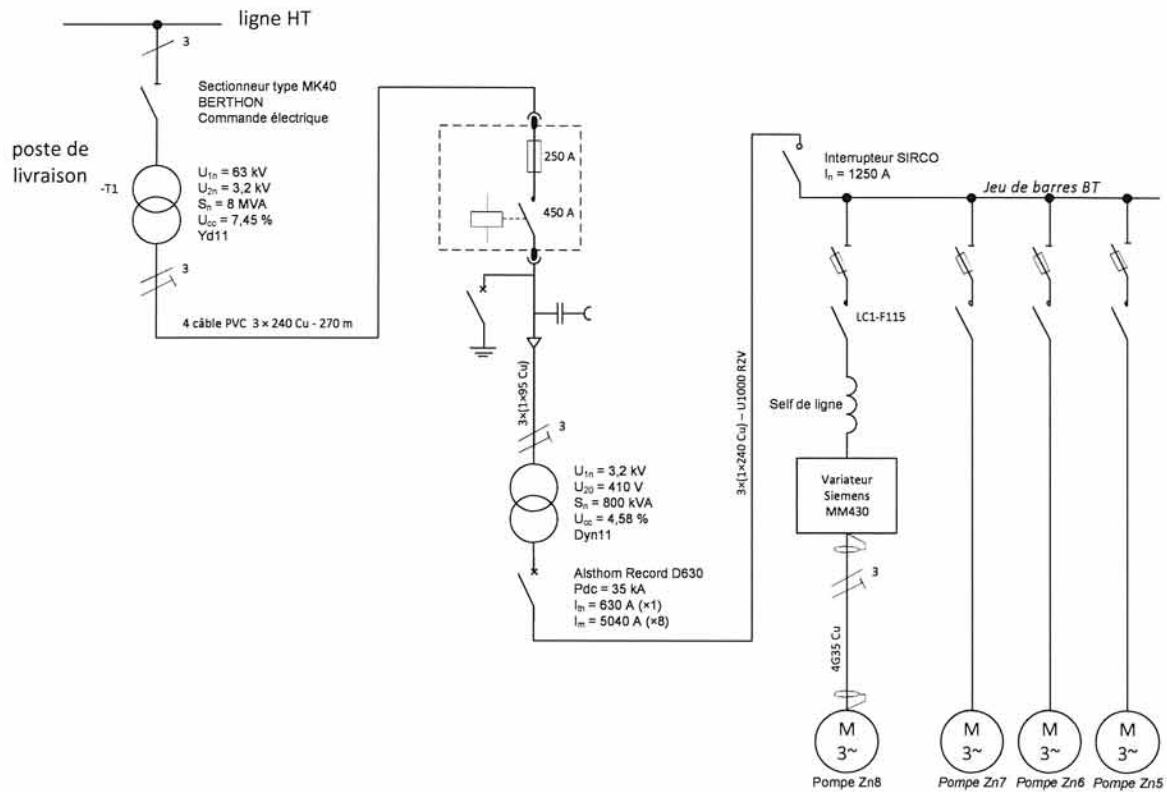 ligne HT
3
Sectionneur type MK40
BERTHON
Commande électrique
poste de
livraison
-T1
U1n = 63 kV
U2n = 3,2 kV
Sn = 8 MVA
Ucc = 7,45 %
Yd11
3
4 câble PVC 3 × 240 Cu - 270 m
250 A
450 A
3×(1×95 Cu)
3
U1n = 3,2 kV
U20 = 410 V
Sn = 800 kVA
Ucc = 4,58 %
Dyn11
Alsthom Record D630
Pdc = 35 kA
Ith = 630 A (×1)
Im = 5040 A (×8)
3×(1×240 Cu) – U1000 R2V
Interrupteur SIRCO
In = 1250 A
Jeu de barres BT
LC1-F115
Self de ligne
Variateur
Siemens
MM430
3
4G35 Cu
M
3~
Pompe Zn8
M
3~
Pompe Zn7
M
3~
Pompe Zn6
M
3~
Pompe Zn5